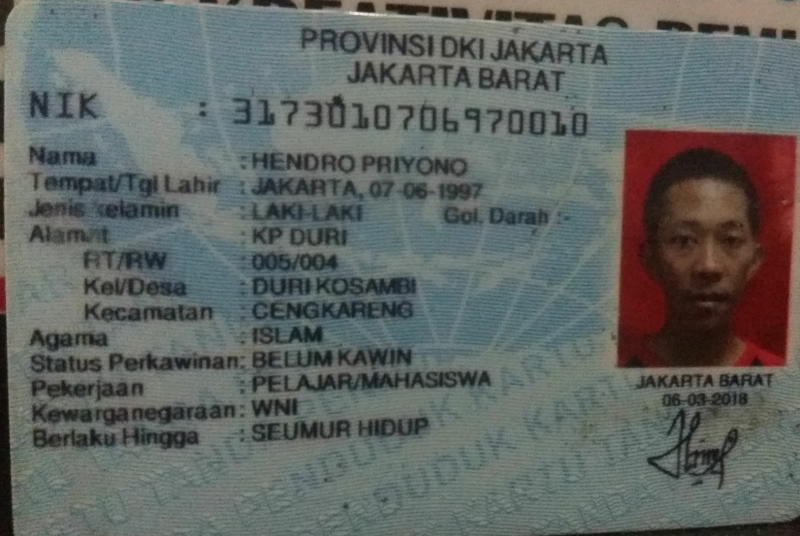 PROVINSI DKI JAKARTA
JAKARTA BARAT
NIK : 3173010706970010
Nama : HENDRO PRIYONO
Tempat/Tgl Lahir : JAKARTA, 07-06-1997
Jenis kelamin : LAKI-LAKI Gol. Darah :-
Alamat : KP DURI
RT/RW : 005/004
Kel/Desa : DURI KOSAMBI
Kecamatan : CENGKARENG
Agama : ISLAM
Status Perkawinan: BELUM KAWIN
Pekerjaan : PELAJAR/MAHASISWA
Kewarganegaraan: WNI
Berlaku Hingga : SEUMUR HIDUP
JAKARTA BARAT
06-03-2018